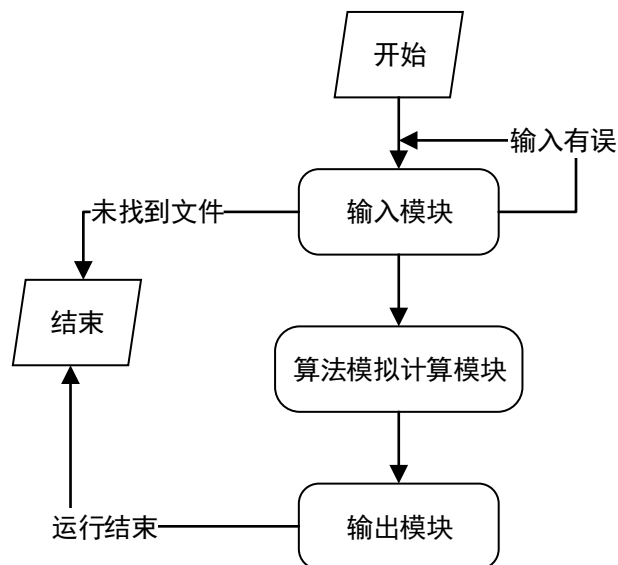 开始
输入有误
输入模块
未找到文件
结束
算法模拟计算模块
运行结束
输出模块